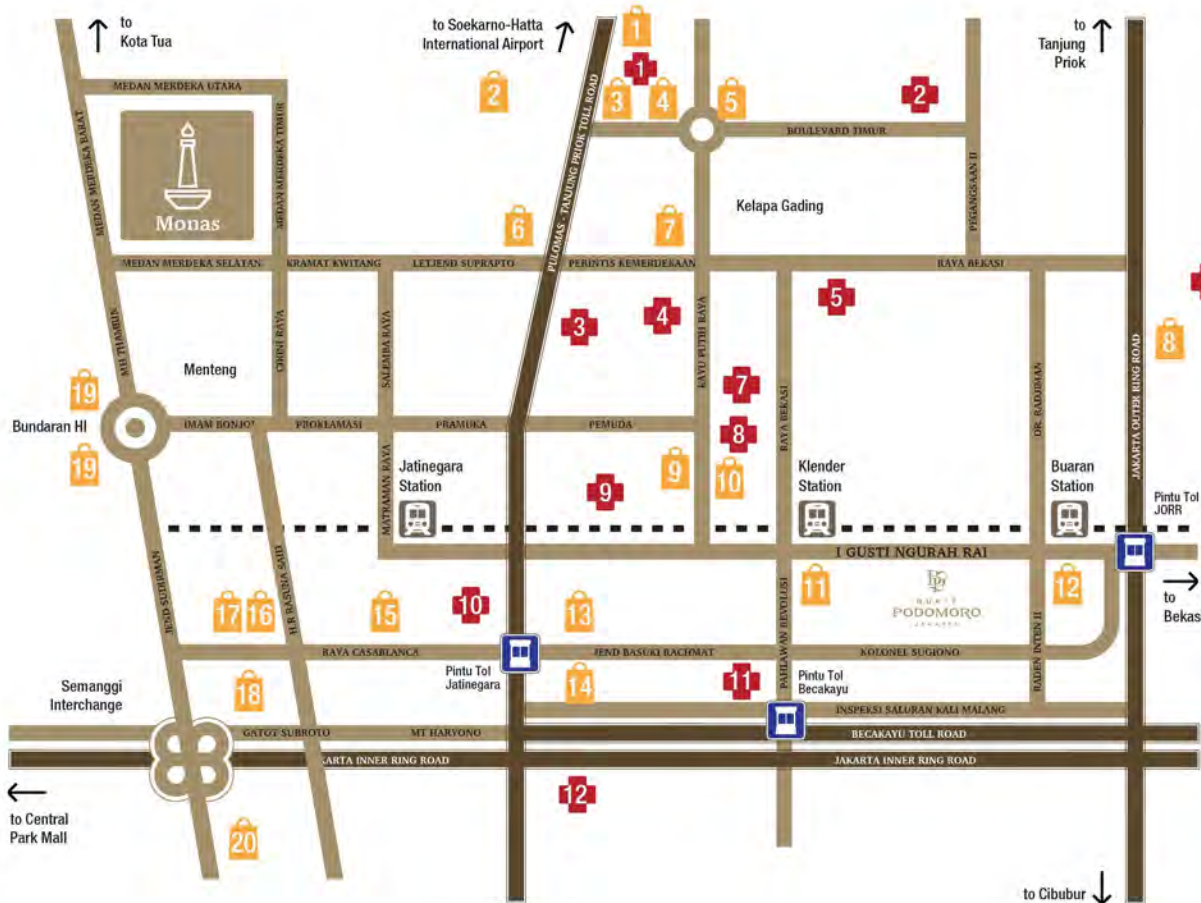 to
Kota Tua
to Soekarno-Hatta
International Airport
to
Tanjung
Priok
1
1
2
3
4
5
2
MEDAN MERDEKA UTARA
MEDAN MERDEKA BARAT
MEDAN MERDEKA TIMUR
Monas
PULOMAS - TANJUNG PRIOK TOLL ROAD
BOULEVARD TIMUR
PEGANGSAAN II
Kelapa Gading
6
7
MEDAN MERDEKA SELATAN
KRAMAT KWITANG
LETJEND SUPRAPTO
PERINTIS KEMERDEKAAN
RAYA BEKASI
5
3
4
8
MH THAMRIN
CIKINI RAYA
SALEMBA RAYA
KAYU PUTIH RAYA
RAYA BEKASI
DR. RADJIMAN
JAKARTA OUTER RING ROAD
Menteng
19
7
Bundaran HI
IMAM BONJOL
PROKLAMASI
PRAMUKA
PEMUDA
8
19
MATRAMAN RAYA
Jatinegara
Station
9
9
10
Klender
Station
Buaran
Station
Pintu Tol
JORR
I GUSTI NGURAH RAI
JEND SUDIRMAN
H.R RASUNA SAID
PAHLAWAN REVOLUSI
11
BUKIT
PODOMORO
JAKARTA
12
to
Bekas
17
16
15
10
13
RAYA CASABLANCA
JEND BASUKI RACHMAT
KOLONEL SUGIONO
RADEN INTEN II
Pintu Tol
Jatinegara
14
11
Pintu Tol
Becakayu
Semanggi
Interchange
18
INSPEKSI SALURAN KALI MALANG
GATOT SUBROTO
MT HARYONO
BECAKAYU TOLL ROAD
KARTA INNER RING ROAD
JAKARTA INNER RING ROAD
12
to Central
Park Mall
20
to Cibubur